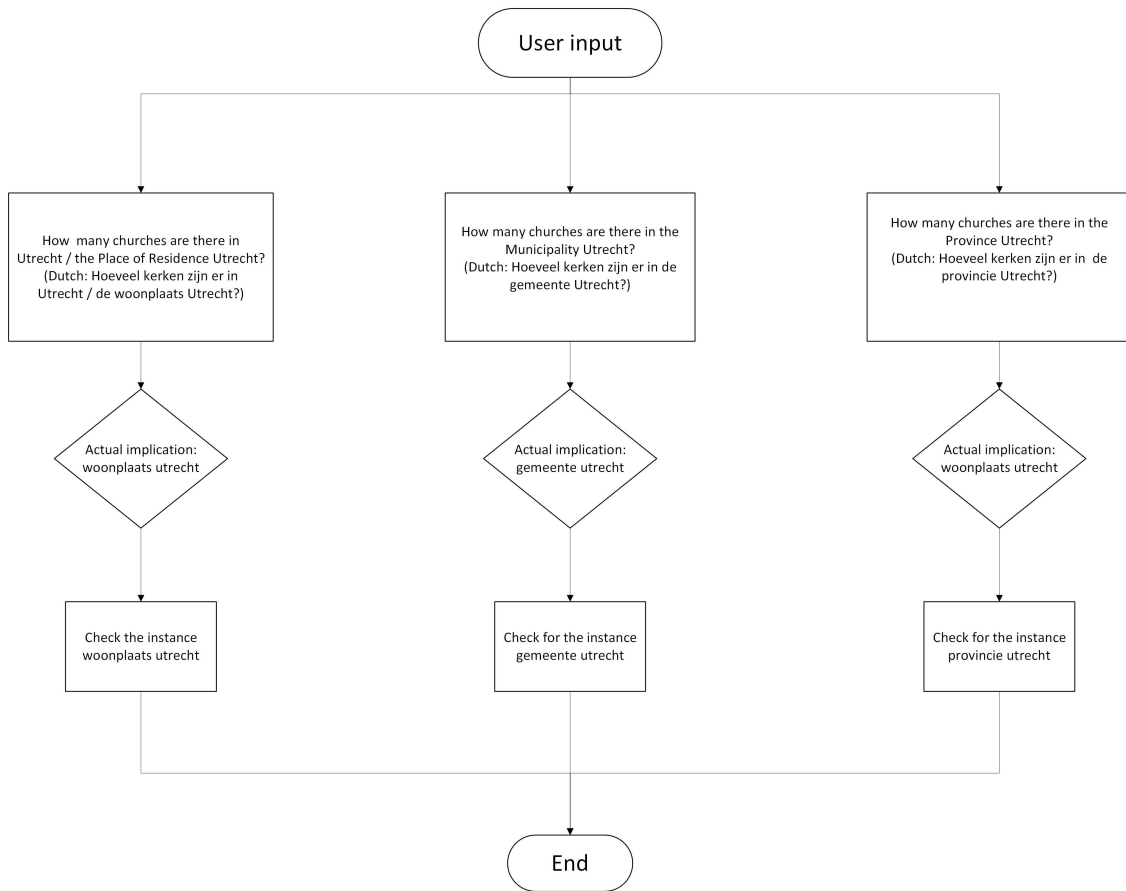 User input
How many churches are there in
Utrecht / the Place of Residence Utrecht?
(Dutch: Hoeveel kerken zijn er in
Utrecht / de woonplaats Utrecht?)
How many churches are there in the
Municipality Utrecht?
(Dutch: Hoeveel kerken zijn er in de
gemeente Utrecht?)
How many churches are there in the
Province Utrecht?
(Dutch: Hoeveel kerken zijn er in de
provincie Utrecht?)
Actual implication:
woonplaats utrecht
Actual implication:
gemeente utrecht
Actual implication:
woonplaats utrecht
Check the instance
woonplaats utrecht
Check for the instance
gemeente utrecht
Check for the instance
provincie utrecht
End